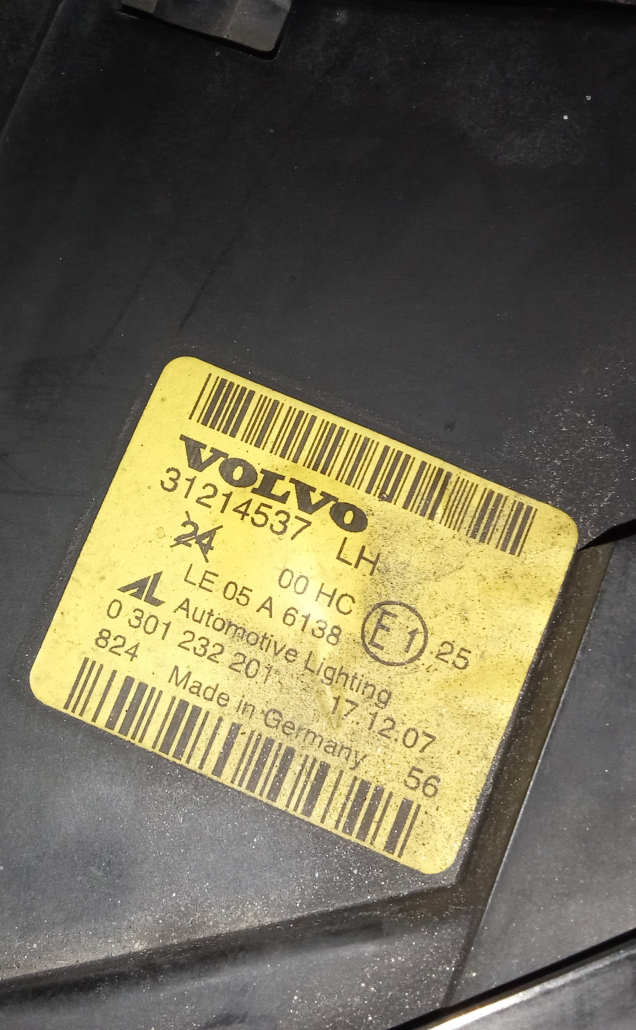 VOLVO
31214537 LH
24 00 HC
LE 05 A 6138 E1 25
AL Automotive Lighting
0 301 232 201 17.12.07
824 Made in Germany 56